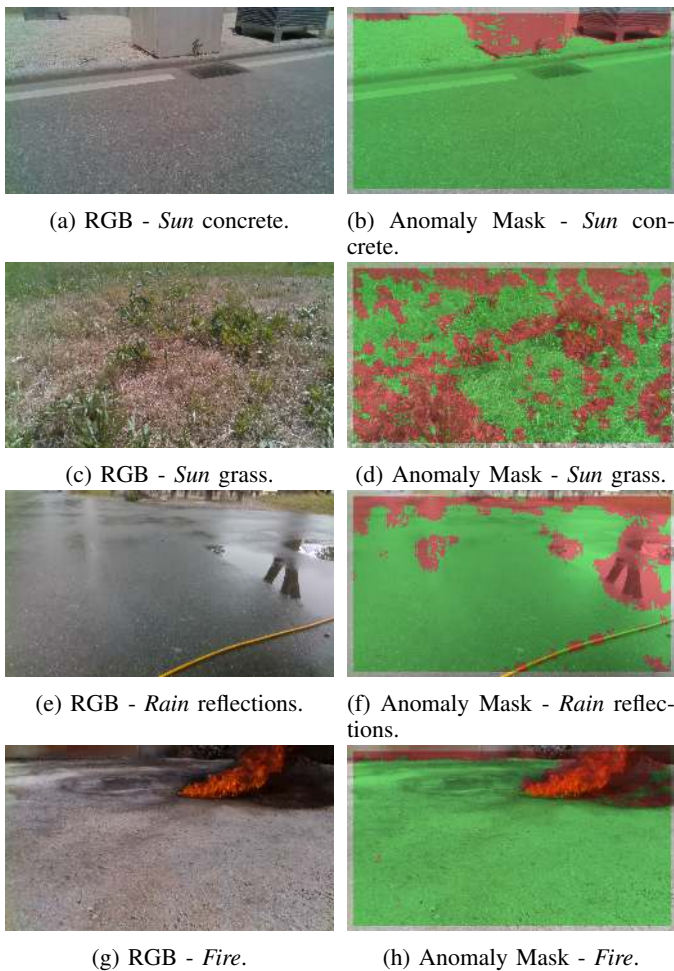 (a) RGB - Sun concrete.
(b) Anomaly Mask - Sun con-
crete.
(c) RGB - Sun grass.
(d) Anomaly Mask - Sun grass.
(e) RGB - Rain reflections.
(f) Anomaly Mask - Rain reflec-
tions.
(g) RGB - Fire.
(h) Anomaly Mask - Fire.